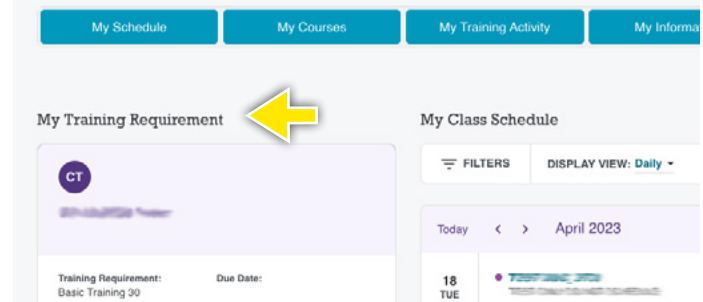 My Schedule
My Courses
My Training Activity
My Informa
My Training Requirement
My Class Schedule
CT
FILTERS
DISPLAY VIEW: Daily
Today
April 2023
Training Requirement:
Due Date:
Basic Training 30
18
TUE